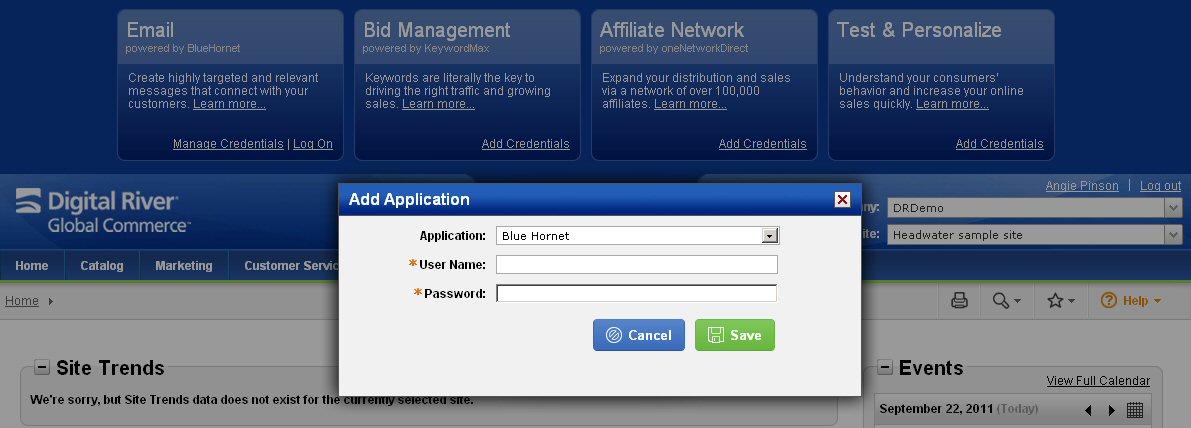 Email
powered by BlueHornet
Create highly targeted and relevant
messages that connect with your
customers. Learn more...
Manage Credentials | Log On
Bid Management
powered by KeywordMax
Keywords are literally the key to
driving the right traffic and growing
sales. Learn more...
Add Credentials
Affiliate Network
powered by oneNetworkDirect
Expand your distribution and sales
via a network of over 100,000
affiliates. Learn more...
Add Credentials
Test & Personalize
Understand your consumers'
behavior and increase your online
sales quickly. Learn more...
Add Credentials
Digital River
Global Commerce
Angie Pinson | Log out
ny: DRDemo
ite: Headwater sample site
Home Catalog Marketing Customer Servic
Home
Help
Add Application
Application: Blue Hornet
*User Name:
*Password:
Cancel Save
Site Trends
We're sorry, but Site Trends data does not exist for the currently selected site.
Events
View Full Calendar
September 22, 2011 (Today)